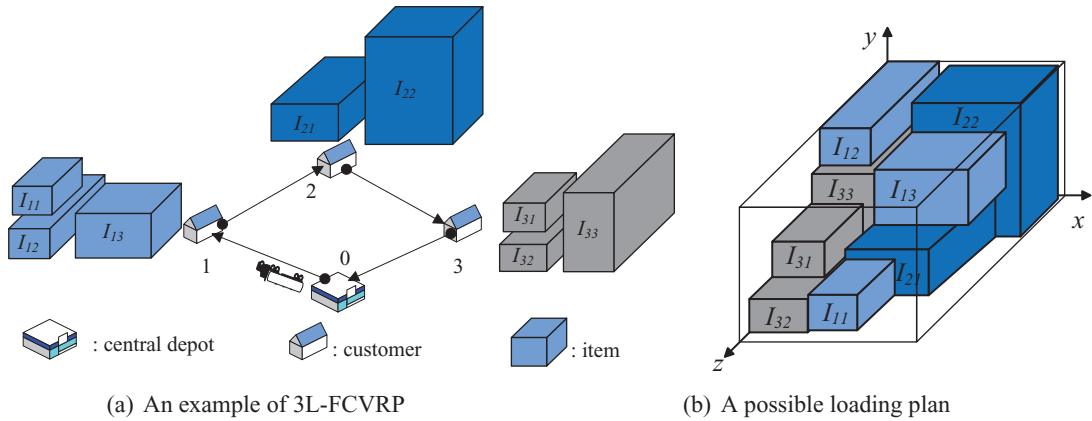 I22
I21
I11
I12
I13
2
I31
I32
I33
1
0
3
: central depot
: customer
: item
(a) An example of 3L-FCVRP
y
I12
I22
I33
I13
x
I31
I21
I32
I11
z
(b) A possible loading plan